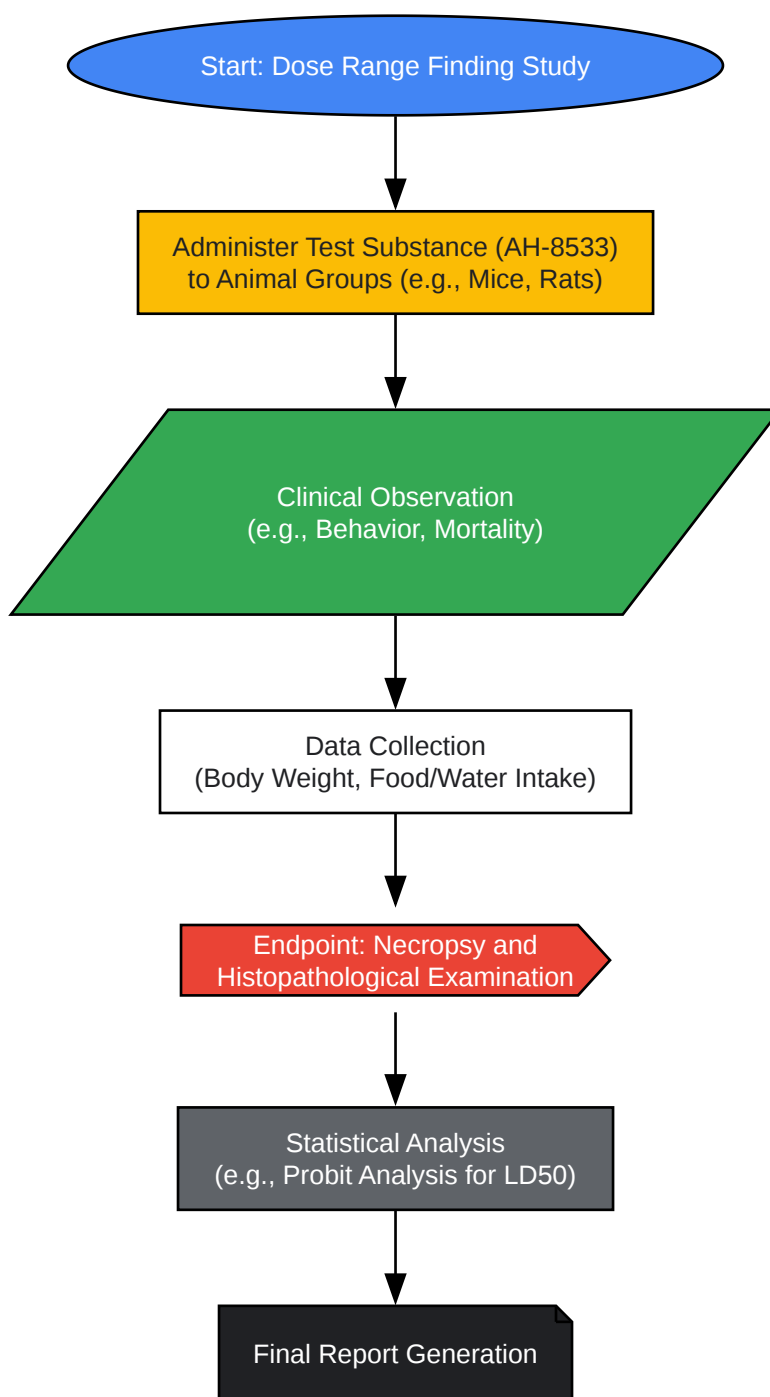 Start: Dose Range Finding Study
Administer Test Substance (AH-8533)
to Animal Groups (e.g., Mice, Rats)
Clinical Observation
(e.g., Behavior, Mortality)
Data Collection
(Body Weight, Food/Water Intake)
Endpoint: Necropsy and
Histopathological Examination
Statistical Analysis
(e.g., Probit Analysis for LD50)
Final Report Generation